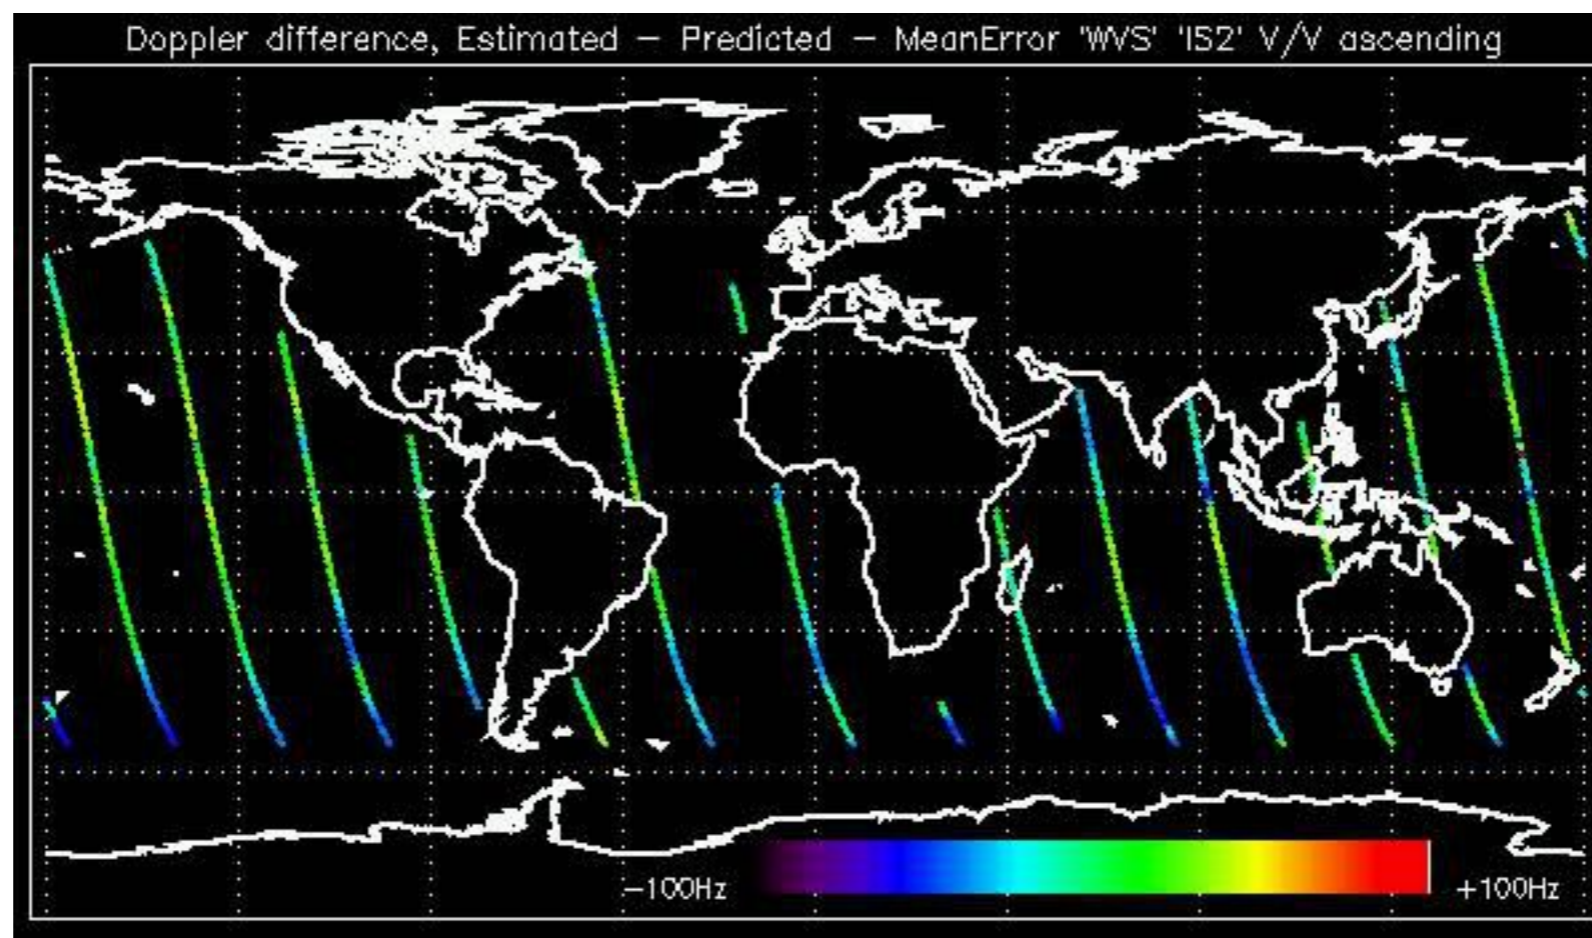 Doppler difference, Estimated – Predicted – MeanError 'WVS' 'IS2' V/V ascending
–100Hz
+100Hz